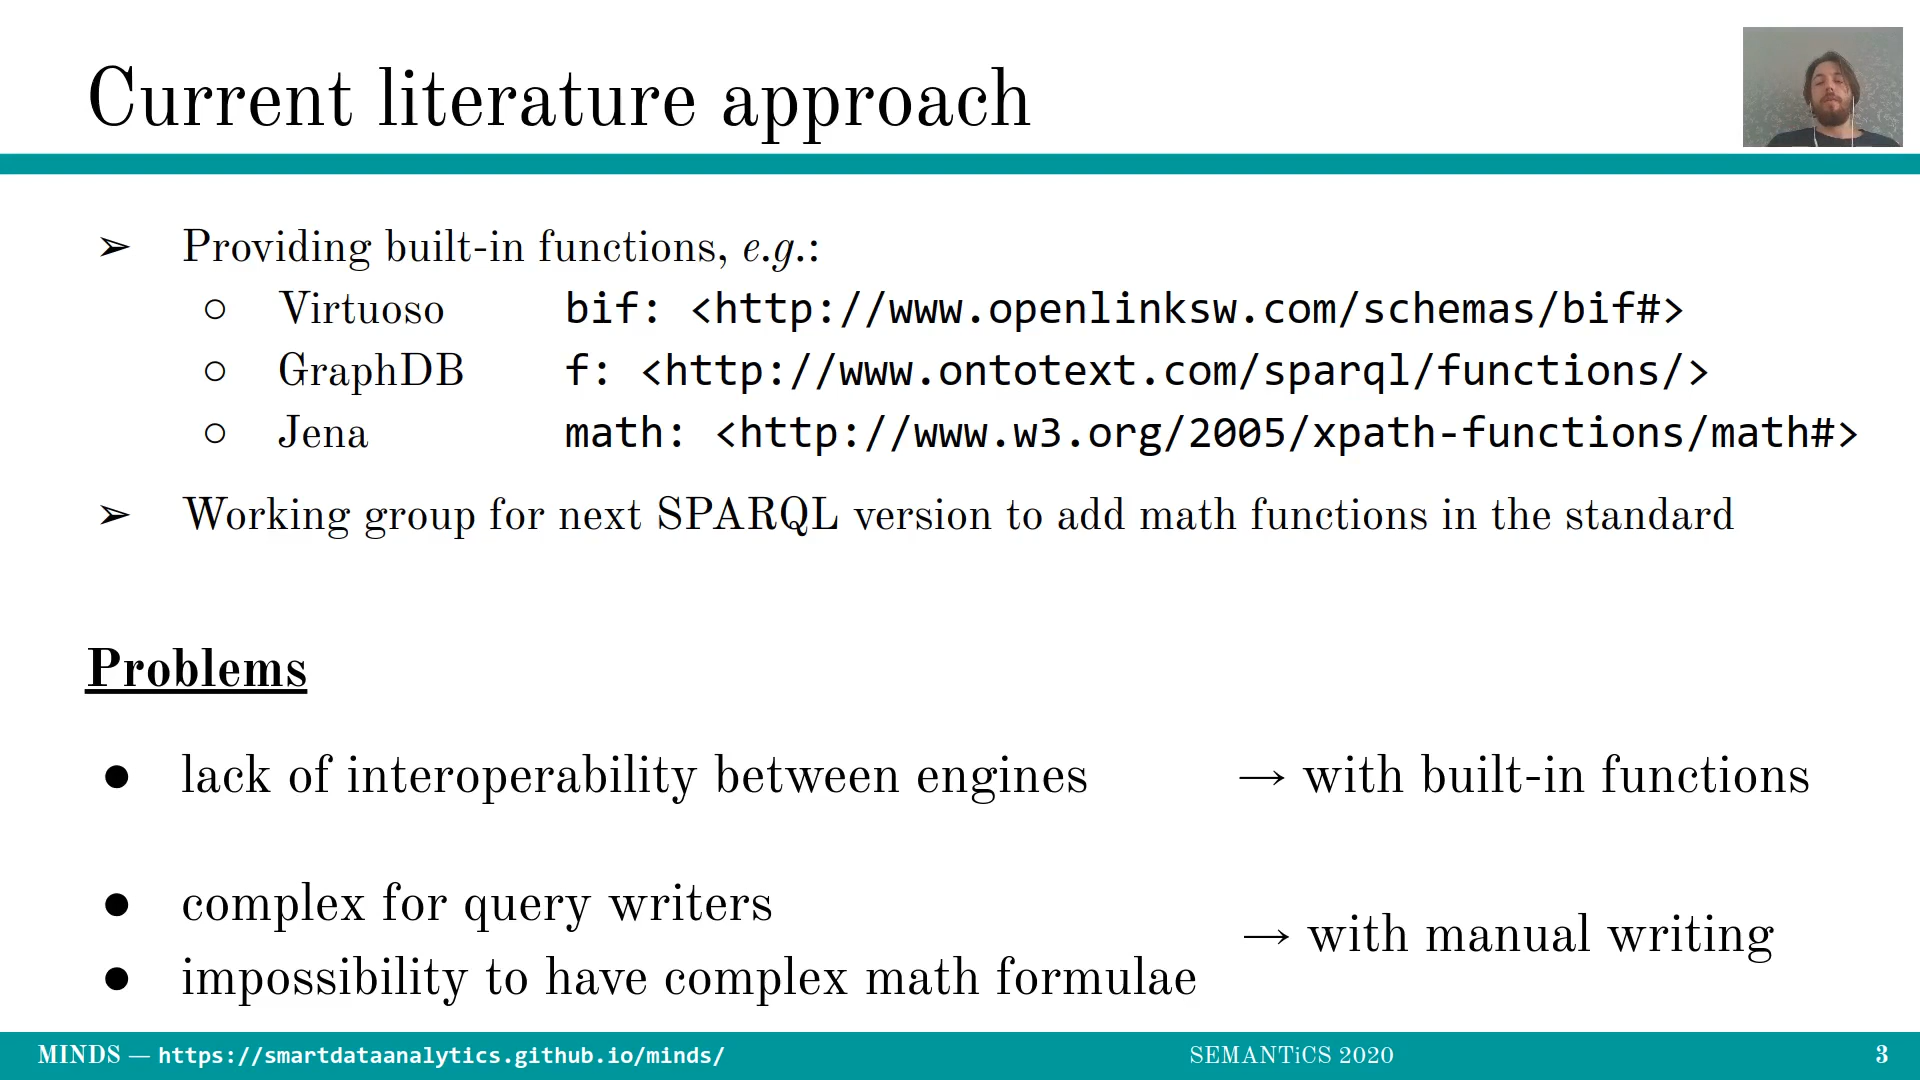 Current literature approach
➢ Providing built-in functions, e.g.:
○ Virtuoso bif: <http://www.openlinksw.com/schemas/bif#>
○ GraphDB f: <http://www.ontotext.com/sparql/functions/>
○ Jena math: <http://www.w3.org/2005/xpath-functions/math#>
➢ Working group for next SPARQL version to add math functions in the standard
Problems
● lack of interoperability between engines → with built-in functions
● complex for query writers
→ with manual writing
● impossibility to have complex math formulae
MINDS — https://smartdataanalytics.github.io/minds/ SEMANTiCS 2020 3